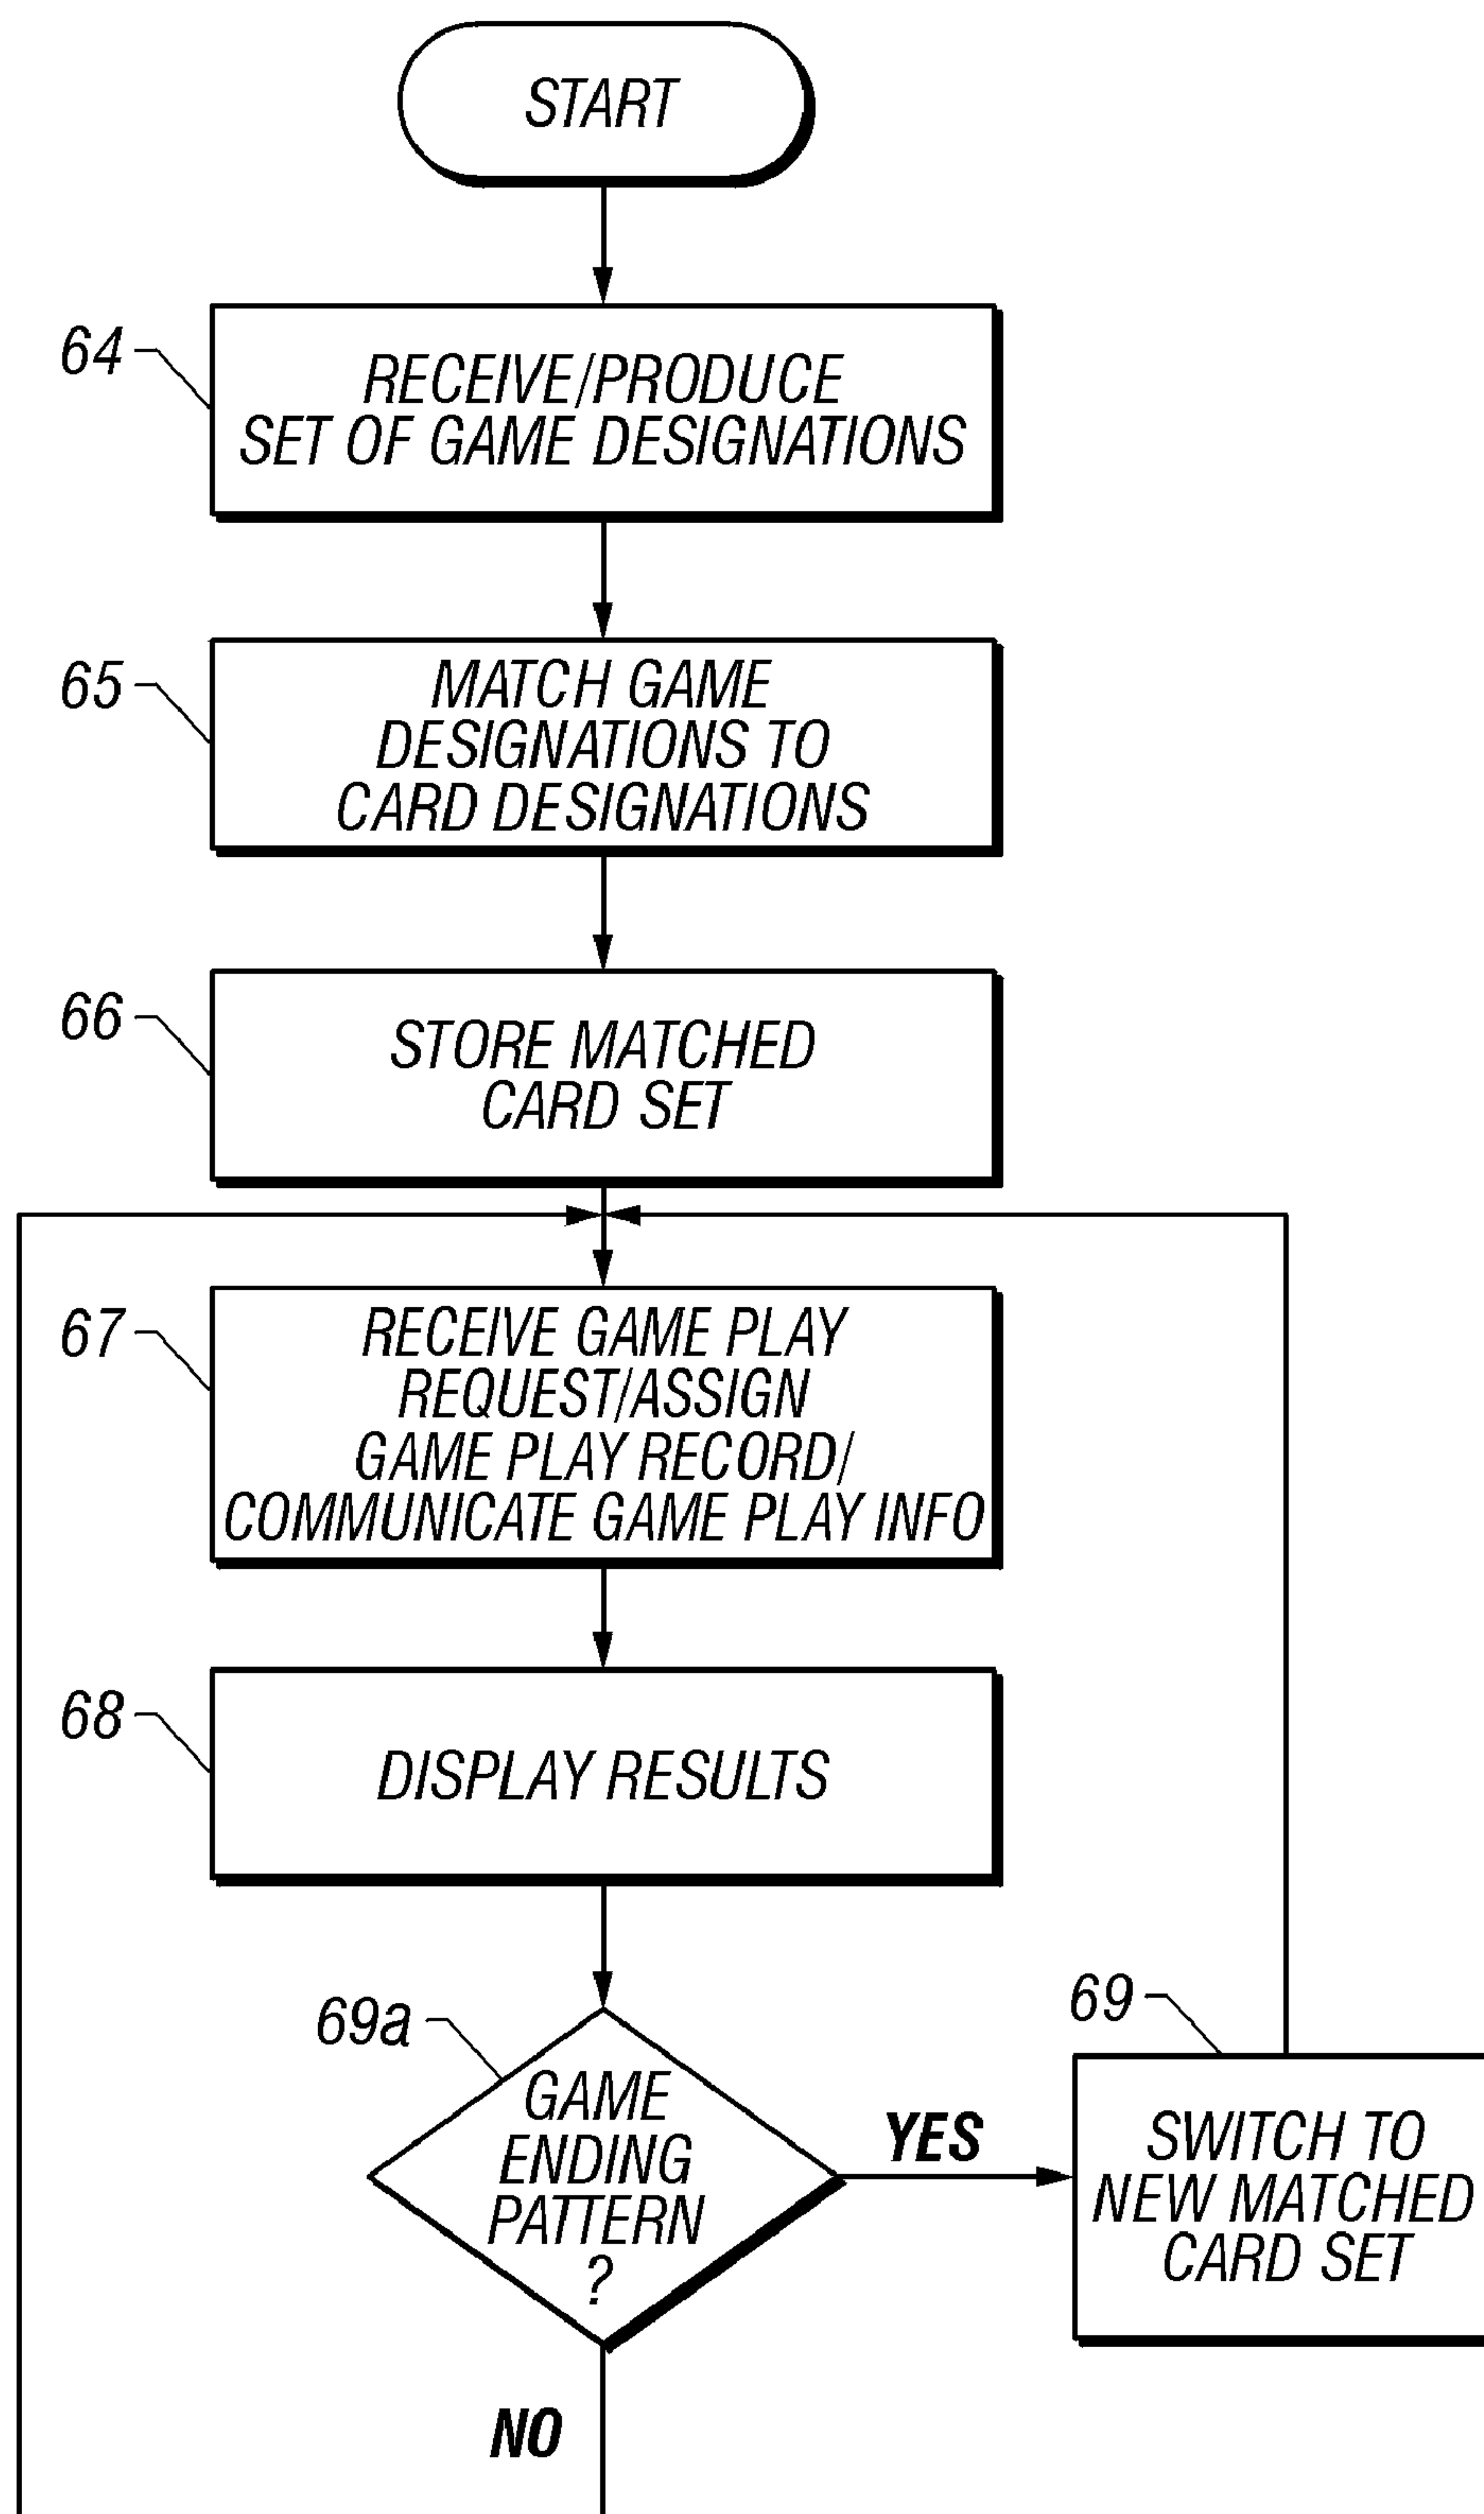 START
64
RECEIVE/PRODUCE
SET OF GAME DESIGNATIONS
65
MATCH GAME
DESIGNATIONS TO
CARD DESIGNATIONS
66
STORE MATCHED
CARD SET
67
RECEIVE GAME PLAY
REQUEST/ASSIGN
GAME PLAY RECORD/
COMMUNICATE GAME PLAY INFO
68
DISPLAY RESULTS
69a
GAME
ENDING
PATTERN
?
YES
69
SWITCH TO
NEW MATCHED
CARD SET
NO